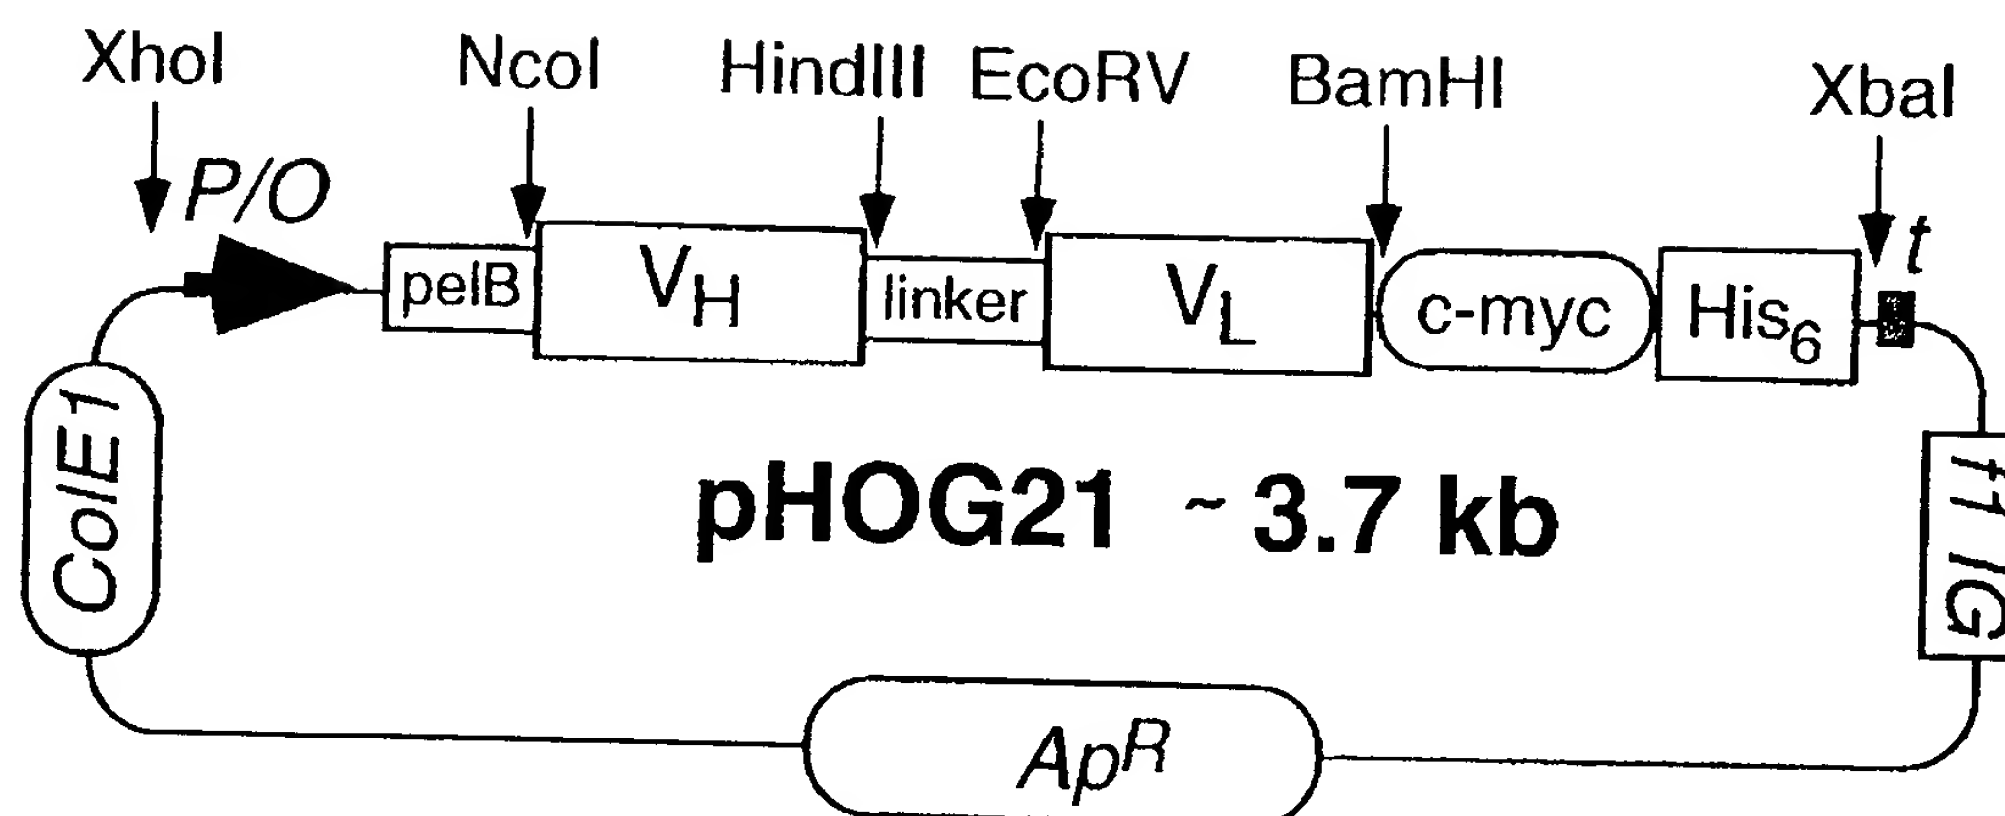 XhoI NcoI HindIII EcoRV BamHI XbaI
P/O t
pelB VH linker VL c-myc His6
ColE1 pHOG21 ~ 3.7 kb f1 IG
ApR